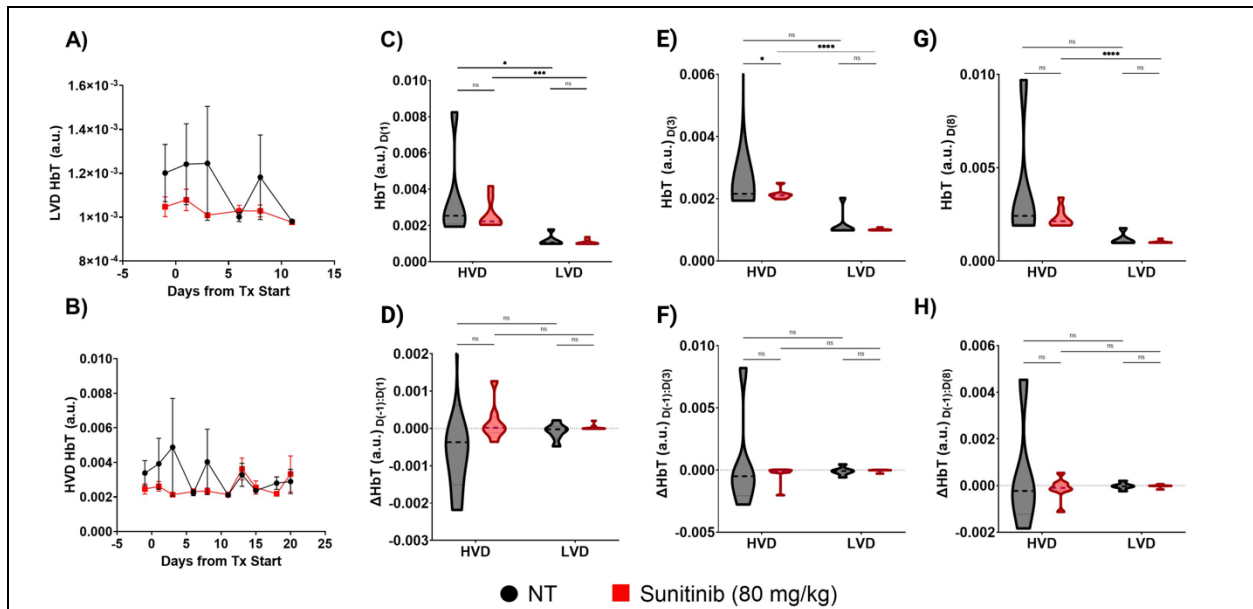 A)
LVD HbT (a.u.)
1.6×10⁻³
1.4×10⁻³
1.2×10⁻³
1×10⁻³
8×10⁻⁴
-5 0 5 10 15
Days from Tx Start
B)
HVD HbT (a.u.)
0.010
0.008
0.006
0.004
0.002
0.000
-5 0 5 10 15 20 25
Days from Tx Start
C)
HbT (a.u.) D(1)
0.010
0.008
0.006
0.004
0.002
0.000
*
***
ns ns
HVD LVD
D)
ΔHbT (a.u.) D(-1):D(1)
0.002
0.001
0.000
-0.001
-0.002
-0.003
ns
ns
ns ns
HVD LVD
E)
HbT (a.u.) D(3)
0.006
0.004
0.002
0.000
ns
****
* ns
HVD LVD
F)
ΔHbT (a.u.) D(-1):D(3)
0.010
0.005
0.000
-0.005
ns
ns
ns ns
HVD LVD
G)
HbT (a.u.) D(8)
0.010
0.005
0.000
ns
****
ns ns
HVD LVD
H)
ΔHbT (a.u.) D(-1):D(8)
0.006
0.004
0.002
0.000
-0.002
ns
ns
ns ns
HVD LVD
NT Sunitinib (80 mg/kg)